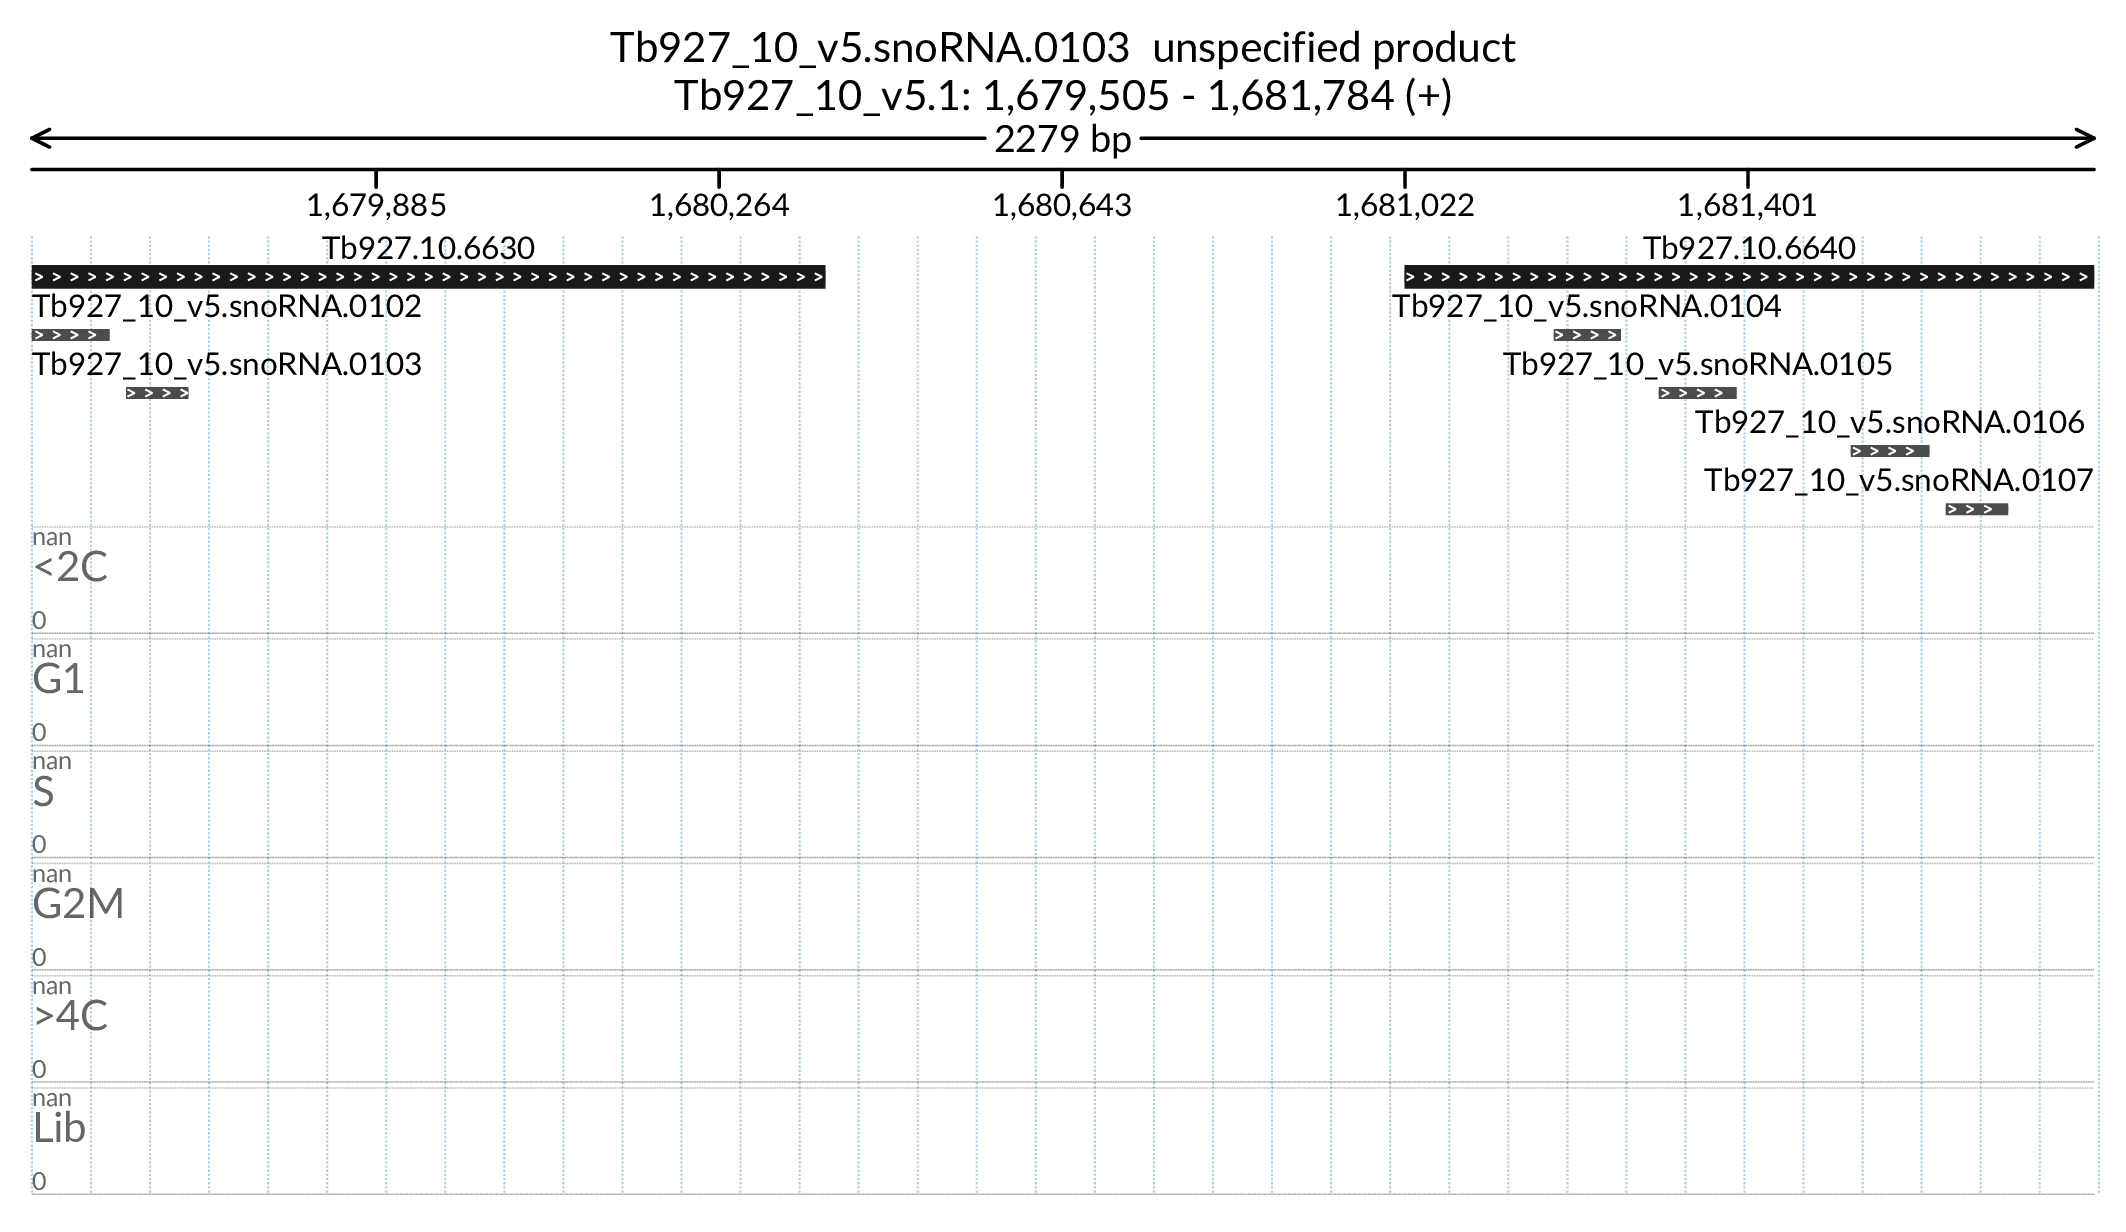 Tb927_10_v5.snoRNA.0103 unspecified product
Tb927_10_v5.1: 1,679,505 - 1,681,784 (+)
2279 bp
1,679,885 1,680,264 1,680,643 1,681,022 1,681,401
Tb927.10.6630 Tb927.10.6640
Tb927_10_v5.snoRNA.0102 Tb927_10_v5.snoRNA.0104
Tb927_10_v5.snoRNA.0103 Tb927_10_v5.snoRNA.0105
Tb927_10_v5.snoRNA.0106
Tb927_10_v5.snoRNA.0107
nan
<2C
0
nan
G1
0
nan
S
0
nan
G2M
0
nan
>4C
0
nan
Lib
0